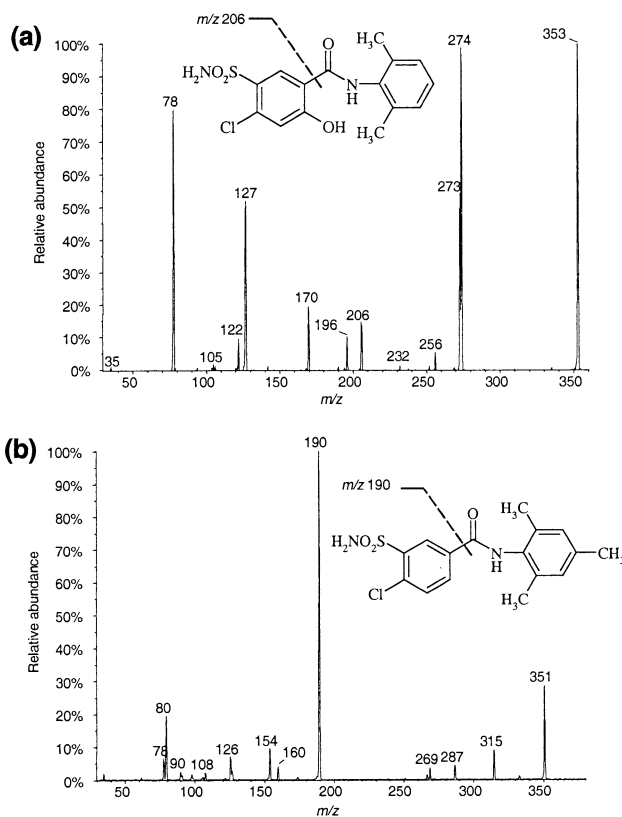 (a)
m/z 206
H₂NO₂S
Cl
O
OH
N
H
H₃C
H₃C
100%
90%
80%
70%
60%
50%
40%
30%
20%
10%
0%
Relative abundance
35
78
105
122
127
170
196
206
232
256
273
274
353
50
100
150
200
250
300
350
m/z
(b)
m/z 190
H₂NO₂S
Cl
O
N
H
H₃C
CH₃
H₃C
100%
90%
80%
70%
60%
50%
40%
30%
20%
10%
0%
Relative abundance
78
80
90
108
126
154
160
190
269
287
315
351
50
100
150
200
250
300
350
m/z